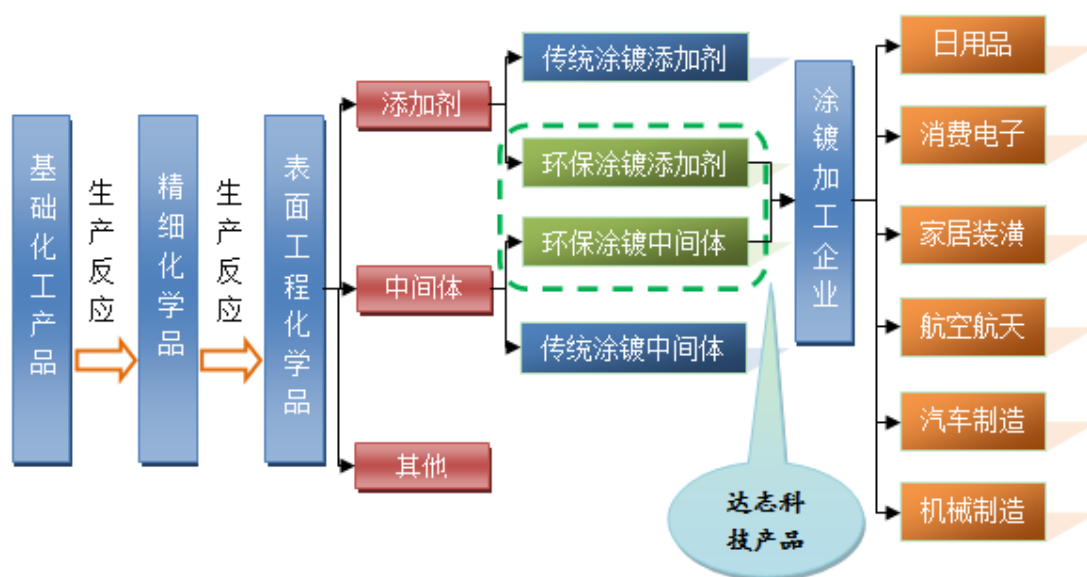 基础化工产品
生产反应
精细化学品
生产反应
表面工程化学品
添加剂
中间体
其他
传统涂镀添加剂
环保涂镀添加剂
环保涂镀中间体
传统涂镀中间体
涂镀加工企业
达志科
技产品
日用品
消费电子
家居装潢
航空航天
汽车制造
机械制造